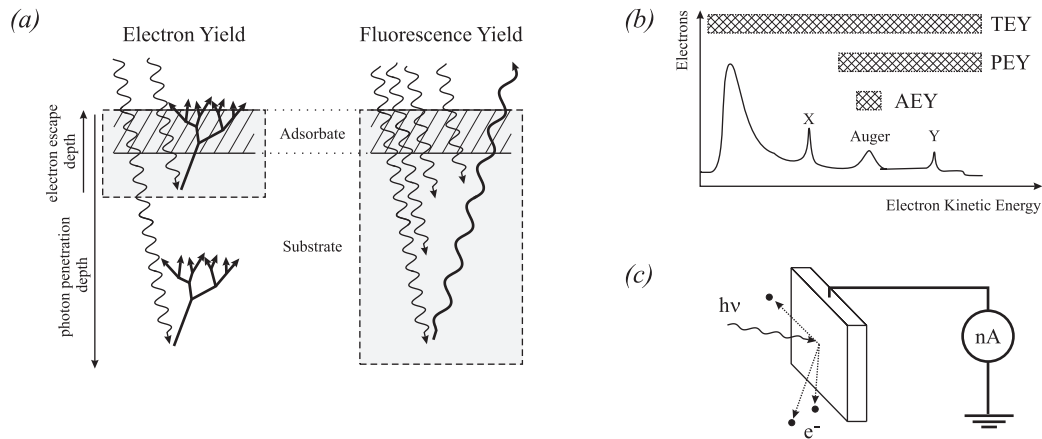 (a)
Electron Yield
Fluorescence Yield
electron escape
depth
Adsorbate
photon penetration
depth
Substrate
(b)
Electrons
TEY
PEY
AEY
X
Auger
Y
Electron Kinetic Energy
(c)
hν
nA
e-